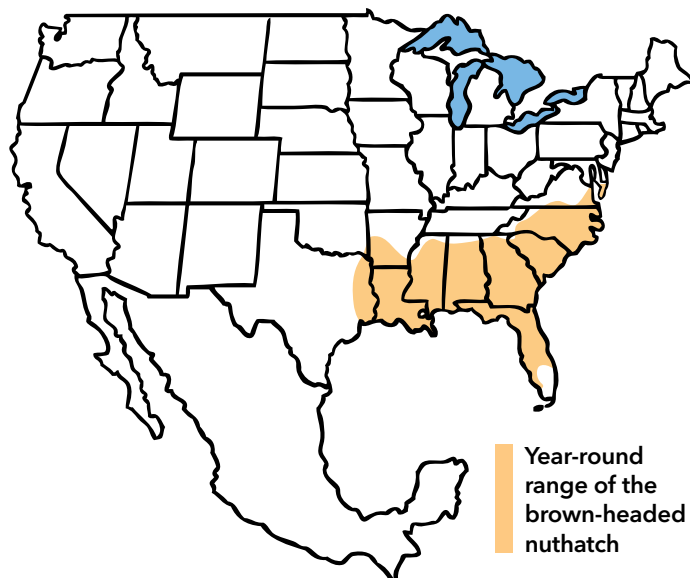 Year-round
range of the
brown-headed
nuthatch